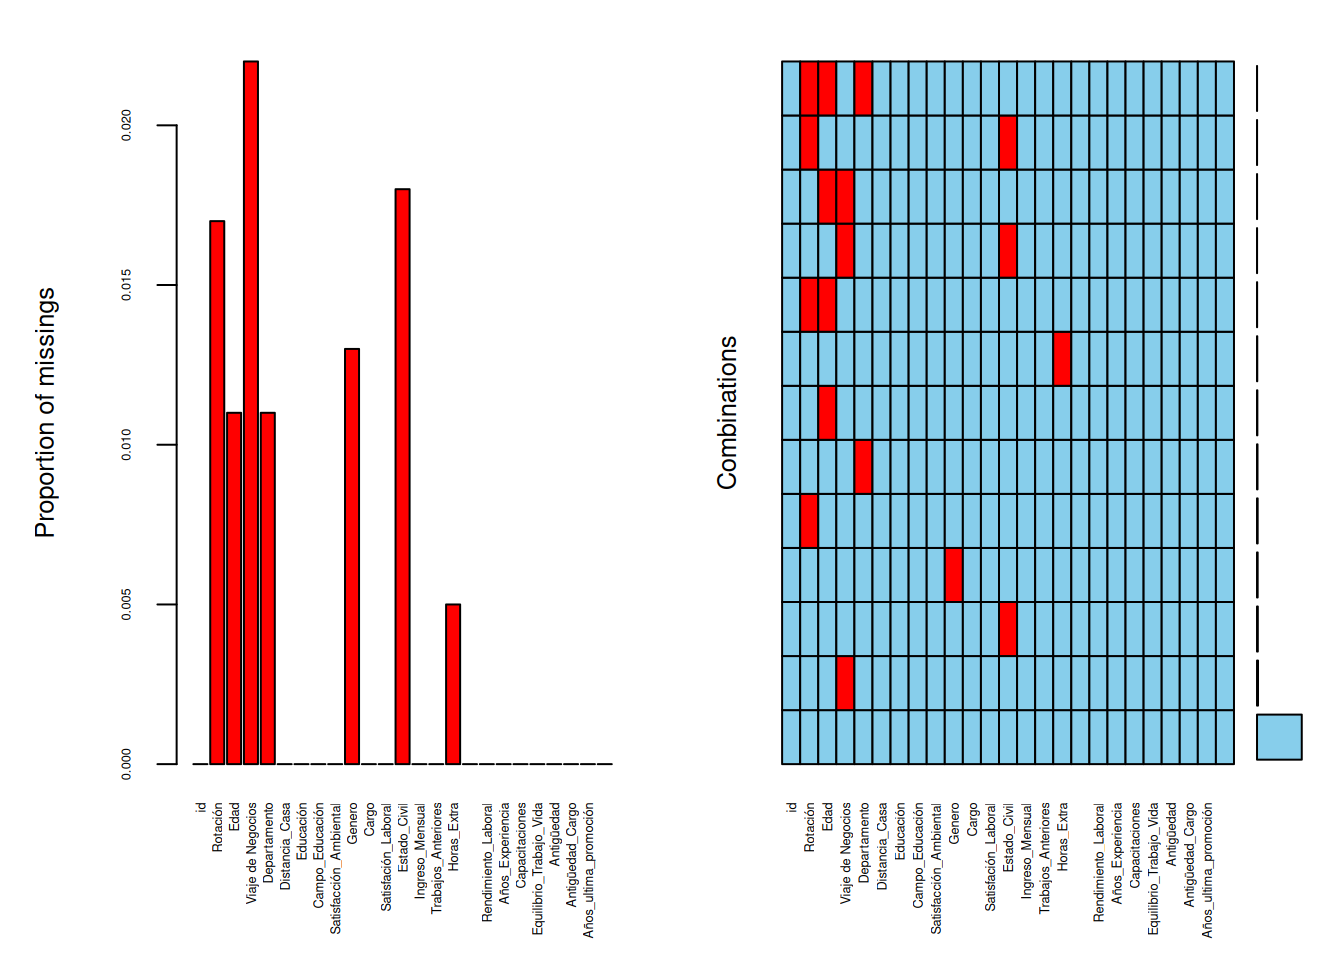 Proportion of missings
0.000
0.005
0.010
0.015
0.020
id
Rotación
Edad
Viaje de Negocios
Departamento
Distancia_Casa
Educación
Campo_Educación
Satisfacción_Ambiental
Genero
Cargo
Satisfación_Laboral
Estado_Civil
Ingreso_Mensual
Trabajos_Anteriores
Horas_Extra
Rendimiento_Laboral
Años_Experiencia
Capacitaciones
Equilibrio_Trabajo_Vida
Antigüedad
Antigüedad_Cargo
Años_ultima_promoción
Combinations
id
Rotación
Edad
Viaje de Negocios
Departamento
Distancia_Casa
Educación
Campo_Educación
Satisfacción_Ambiental
Genero
Cargo
Satisfación_Laboral
Estado_Civil
Ingreso_Mensual
Trabajos_Anteriores
Horas_Extra
Rendimiento_Laboral
Años_Experiencia
Capacitaciones
Equilibrio_Trabajo_Vida
Antigüedad
Antigüedad_Cargo
Años_ultima_promoción